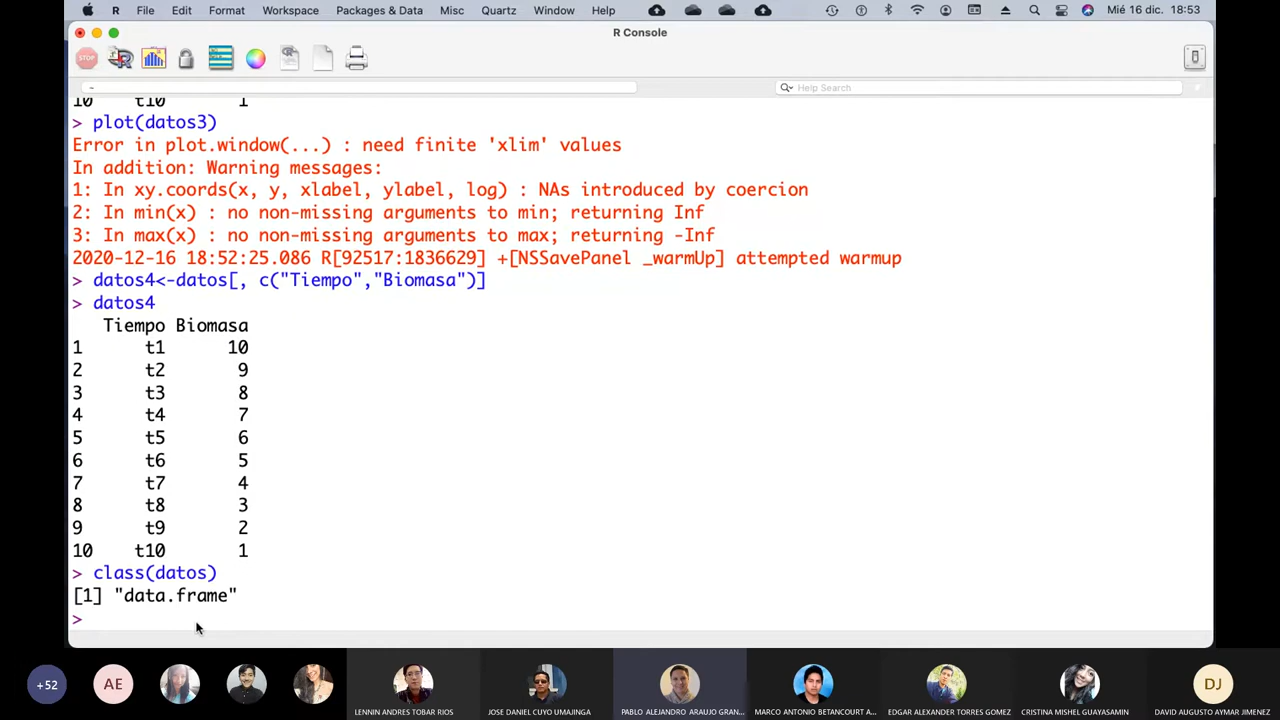 R File Edit Format Workspace Packages & Data Misc Quartz Window Help Mié 16 dic. 18:53
R Console
STOP
~ Help Search
10 t10 1
> plot(datos3)
Error in plot.window(...) : need finite 'xlim' values
In addition: Warning messages:
1: In xy.coords(x, y, xlabel, ylabel, log) : NAs introduced by coercion
2: In min(x) : no non-missing arguments to min; returning Inf
3: In max(x) : no non-missing arguments to max; returning -Inf
2020-12-16 18:52:25.086 R[92517:1836629] +[NSSavePanel _warmUp] attempted warmup
> datos4<-datos[, c("Tiempo","Biomasa")]
> datos4
Tiempo Biomasa
1 t1 10
2 t2 9
3 t3 8
4 t4 7
5 t5 6
6 t6 5
7 t7 4
8 t8 3
9 t9 2
10 t10 1
> class(datos)
[1] "data.frame"
>
+52 AE DJ
LENNIN ANDRES TOBAR RIOS JOSE DANIEL CUYO UMAJINGA PABLO ALEJANDRO ARAUJO GRAN... MARCO ANTONIO BETANCOURT A... EDGAR ALEXANDER TORRES GOMEZ CRISTINA MISHEL GUAYASAMIN DAVID AUGUSTO AYMAR JIMENEZ